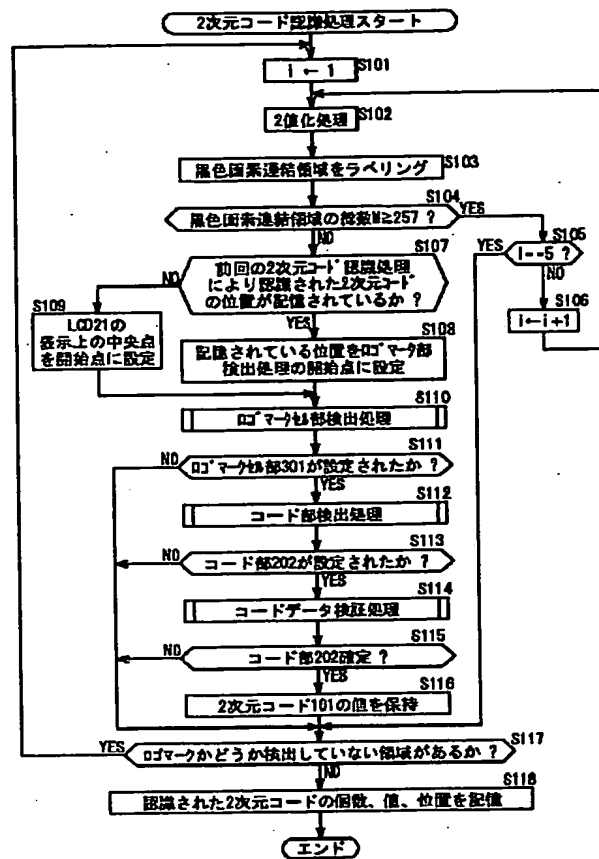 2次元コード認識処理スタート
i ← 1
S101
2値化処理
S102
黒色画素連結領域をラベリング
S103
S104
黒色画素連結領域の総数N≥257 ?
YES
NO
S105
YES
i--5 ?
NO
S106
i←i+1
S107
前回の2次元コード認識処理
により認識された2次元コード
の位置が記憶されているか ?
NO
YES
S109
LCD21の
表示上の中央点
を開始点に設定
S108
記憶されている位置をロゴマーク部
検出処理の開始点に設定
S110
ロゴマークセル部検出処理
S111
NO
ロゴマークセル部301が設定されたか ?
YES
S112
コード部検出処理
S113
NO
コード部202が設定されたか ?
YES
S114
コードデータ検証処理
S115
NO
コード部202確定 ?
YES
S116
2次元コード101の値を保持
S117
YES
ロゴマークかどうか検出していない領域があるか ?
NO
S118
認識された2次元コードの個数、値、位置を記憶
エンド